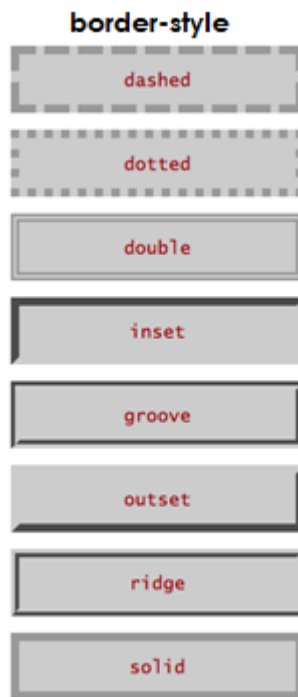 border-style
dashed
dotted
double
inset
groove
outset
ridge
solid